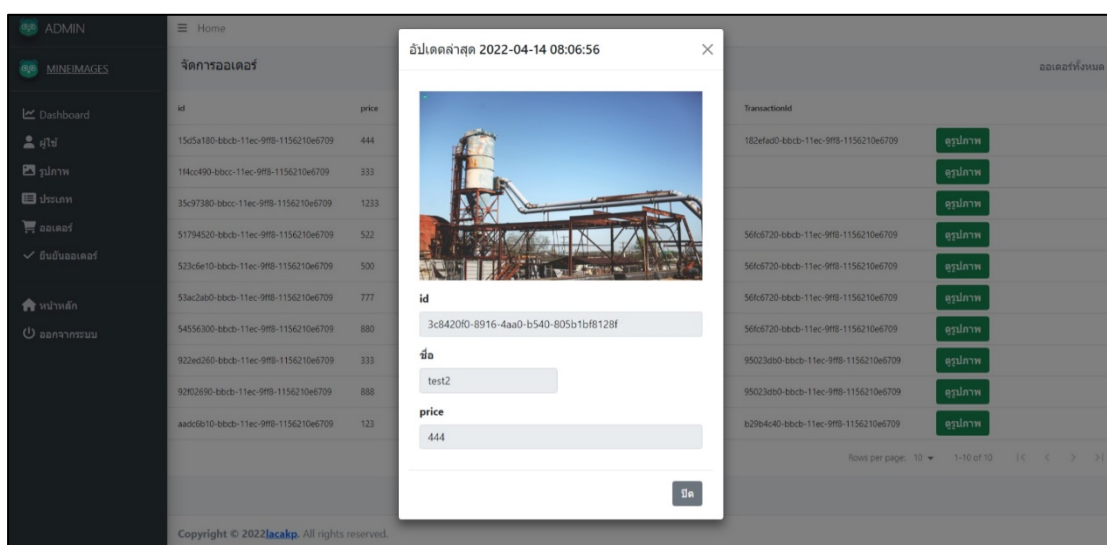 ADMIN
MINEIMAGES
Dashboard
ผู้ใช้
รูปภาพ
ประเภท
ออเดอร์
ยืนยันออเดอร์
หน้าหลัก
ออกจากระบบ
Home
จัดการออเดอร์
ออเดอร์ทั้งหมด
id price TransactionId
15d5a180-bbcb-11ec-9ff8-1156210e6709 444 182efad0-bbcb-11ec-9ff8-1156210e6709 ดูรูปภาพ
1f4cc490-bbcc-11ec-9ff8-1156210e6709 333 ดูรูปภาพ
35c97380-bbcc-11ec-9ff8-1156210e6709 1233 ดูรูปภาพ
51794520-bbcb-11ec-9ff8-1156210e6709 522 56fc6720-bbcb-11ec-9ff8-1156210e6709 ดูรูปภาพ
523c6e10-bbcb-11ec-9ff8-1156210e6709 500 56fc6720-bbcb-11ec-9ff8-1156210e6709 ดูรูปภาพ
53ac2ab0-bbcb-11ec-9ff8-1156210e6709 777 56fc6720-bbcb-11ec-9ff8-1156210e6709 ดูรูปภาพ
54556300-bbcb-11ec-9ff8-1156210e6709 880 56fc6720-bbcb-11ec-9ff8-1156210e6709 ดูรูปภาพ
922ed260-bbcb-11ec-9ff8-1156210e6709 333 95023db0-bbcb-11ec-9ff8-1156210e6709 ดูรูปภาพ
92f02690-bbcb-11ec-9ff8-1156210e6709 888 95023db0-bbcb-11ec-9ff8-1156210e6709 ดูรูปภาพ
aadc6b10-bbcb-11ec-9ff8-1156210e6709 123 b29b4c40-bbcb-11ec-9ff8-1156210e6709 ดูรูปภาพ
Rows per page: 10 1-10 of 10
Copyright © 2022lacakp. All rights reserved.
อัปเดตล่าสุด 2022-04-14 08:06:56
id
3c8420f0-8916-4aa0-b540-805b1bf8128f
ชื่อ
test2
price
444
ปิด